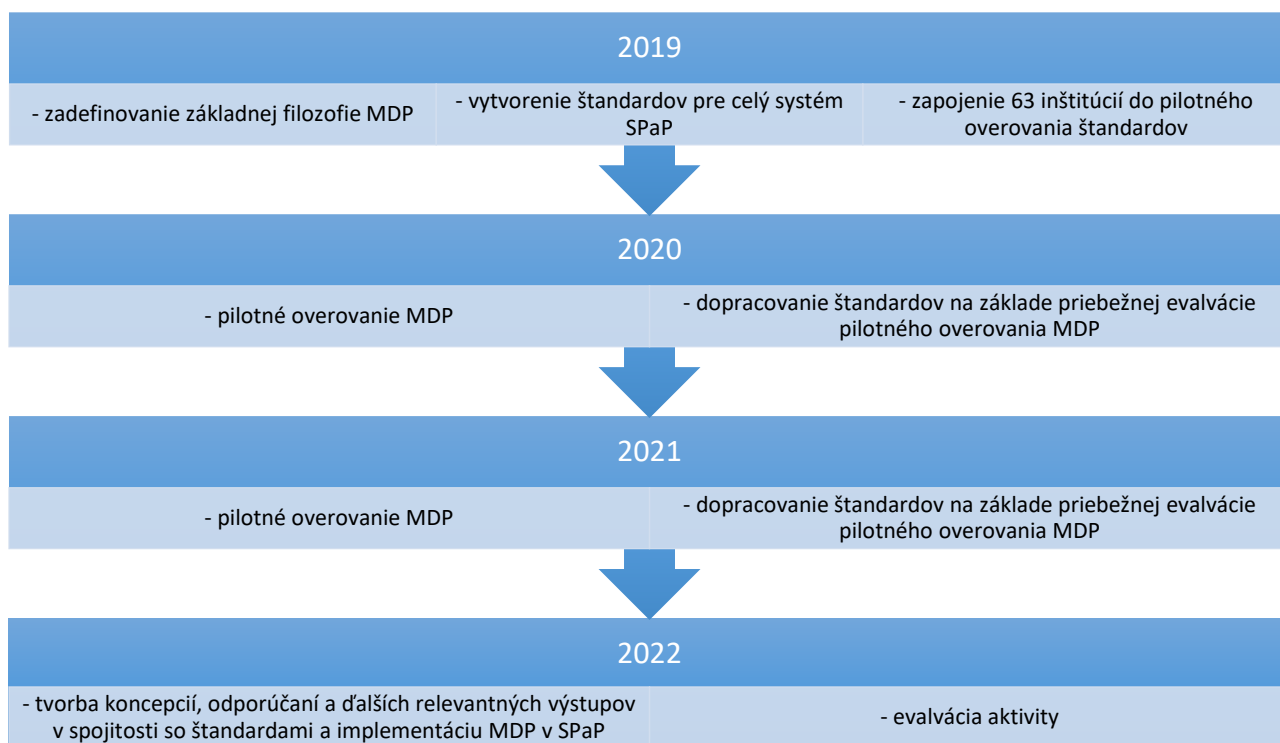 2019
- zadefinovanie základnej filozofie MDP
- vytvorenie štandardov pre celý systém
SPaP
- zapojenie 63 inštitúcií do pilotného
overovania štandardov
2020
- pilotné overovanie MDP
- dopracovanie štandardov na základe priebežnej evalvácie
pilotného overovania MDP
2021
- pilotné overovanie MDP
- dopracovanie štandardov na základe priebežnej evalvácie
pilotného overovania MDP
2022
- tvorba koncepcií, odporúčaní a ďalších relevantných výstupov
v spojitosti so štandardami a implementáciu MDP v SPaP
- evalvácia aktivity